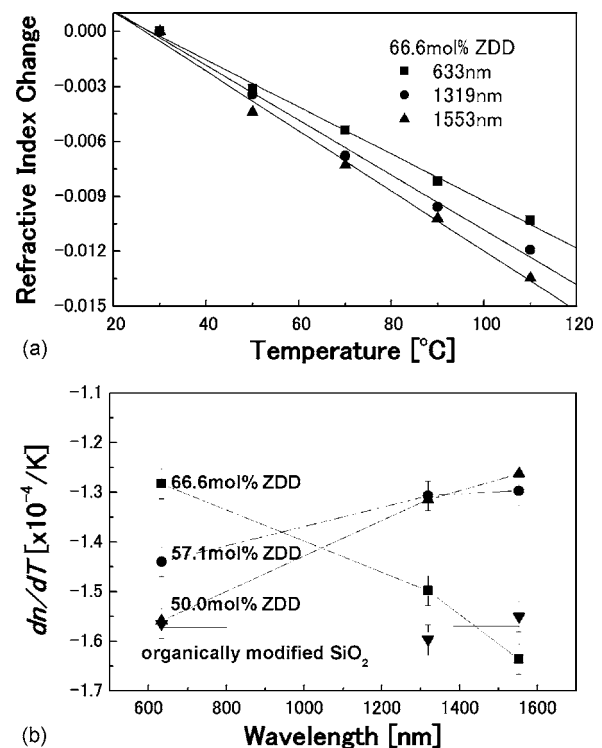 0.000
-0.003
-0.006
-0.009
-0.012
-0.015
Refractive Index Change
66.6mol% ZDD
633nm
1319nm
1553nm
20 40 60 80 100 120
(a) Temperature [°C]
-1.1
-1.2
-1.3
-1.4
-1.5
-1.6
-1.7
dn/dT [x10⁻⁴/K]
66.6mol% ZDD
57.1mol% ZDD
50.0mol% ZDD
organically modified SiO₂
600 800 1000 1200 1400 1600
(b) Wavelength [nm]